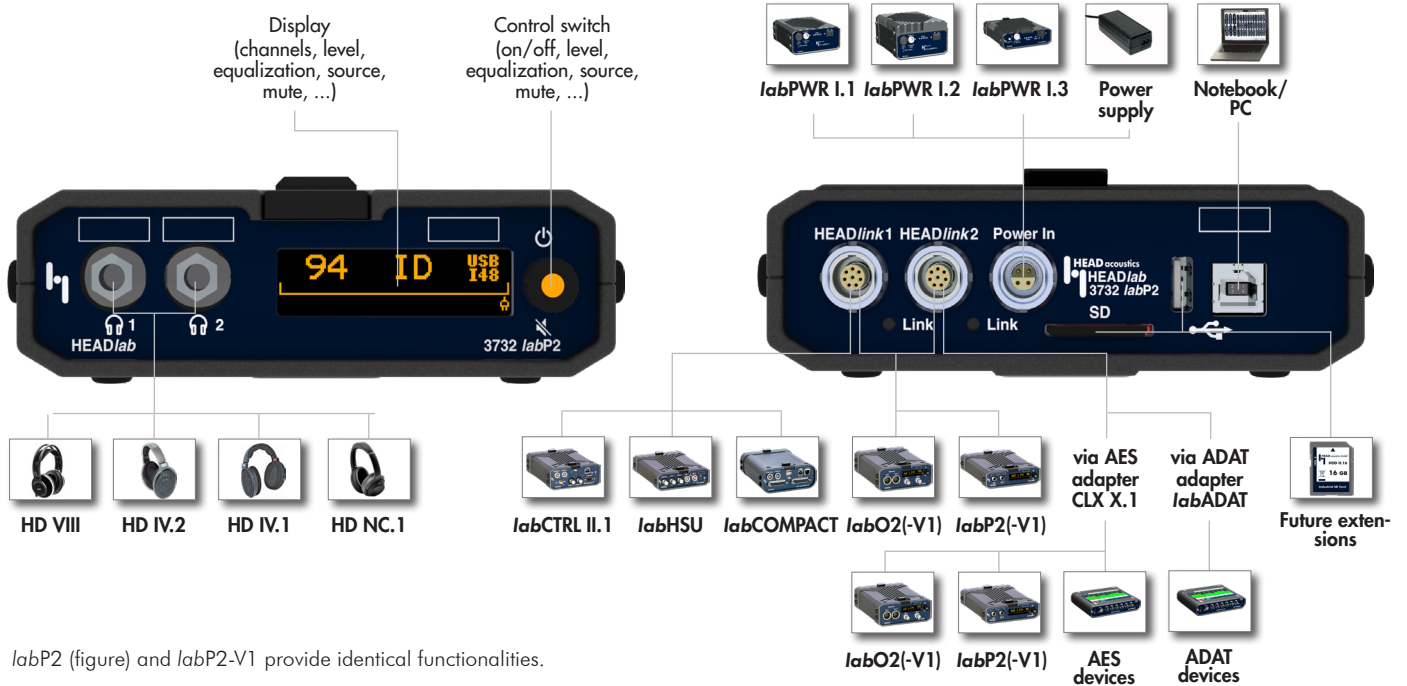 Display
(channels, level,
equalization, source,
mute, ...)
Control switch
(on/off, level,
equalization, source,
mute, ...)
labPWR I.1
labPWR I.2
labPWR I.3
Power
supply
Notebook/
PC
94 ID USB
I48
1
2
HEADlab
3732 labP2
HEADlink1
HEADlink2
Power In
HEAD acoustics
HEADlab
3732 labP2
SD
Link
Link
HD VIII
HD IV.2
HD IV.1
HD NC.1
labCTRL II.1
labHSU
labCOMPACT
labO2(-V1)
labP2(-V1)
via AES
adapter
CLX X.1
via ADAT
adapter
labADAT
16 GB
Future exten-
sions
labO2(-V1)
labP2(-V1)
AES
devices
ADAT
devices
labP2 (figure) and labP2-V1 provide identical functionalities.